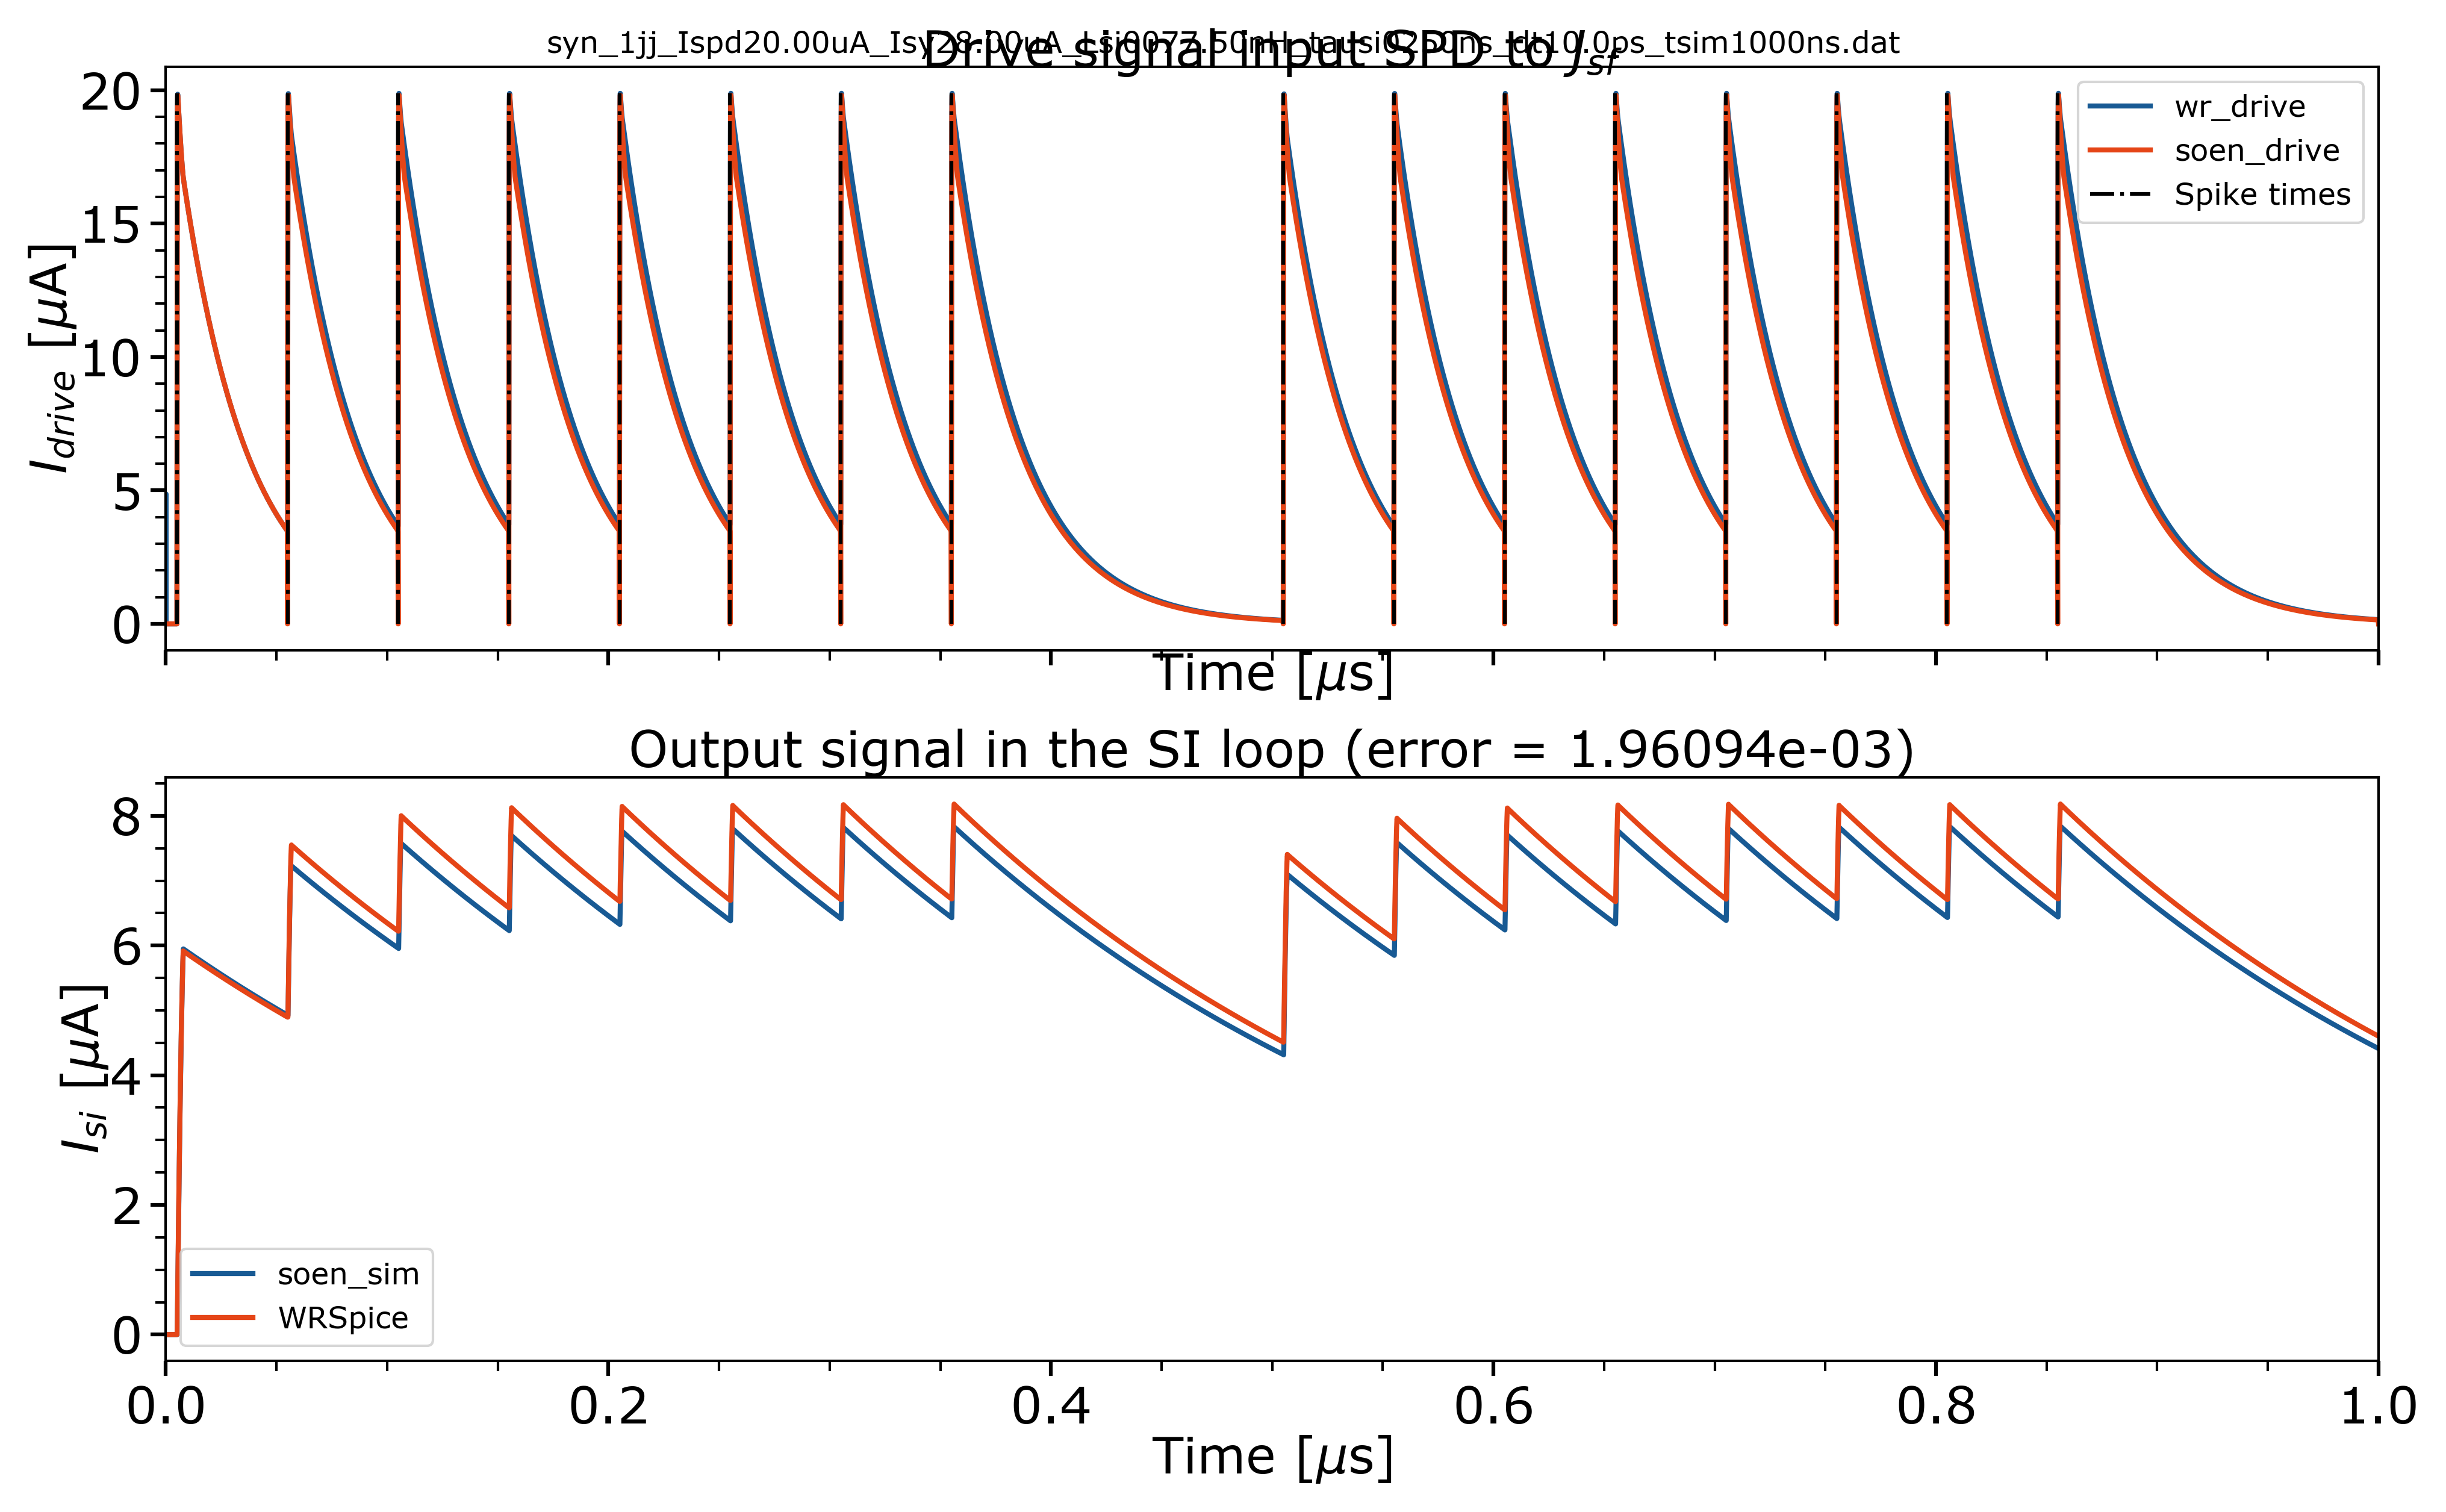 syn_1jj_Ispd20.00uA_Isy28.00uA_Lsi0077.50nH_tausi0250ns_dt10.0ps_tsim1000ns.dat
Drive signal input SPD to J_sf
20
15
10
5
0
I_drive [μA]
wr_drive
soen_drive
Spike times
Time [μs]
Output signal in the SI loop (error = 1.96094e-03)
8
6
4
2
0
I_si [μA]
soen_sim
WRSpice
0.0 0.2 0.4 0.6 0.8 1.0
Time [μs]